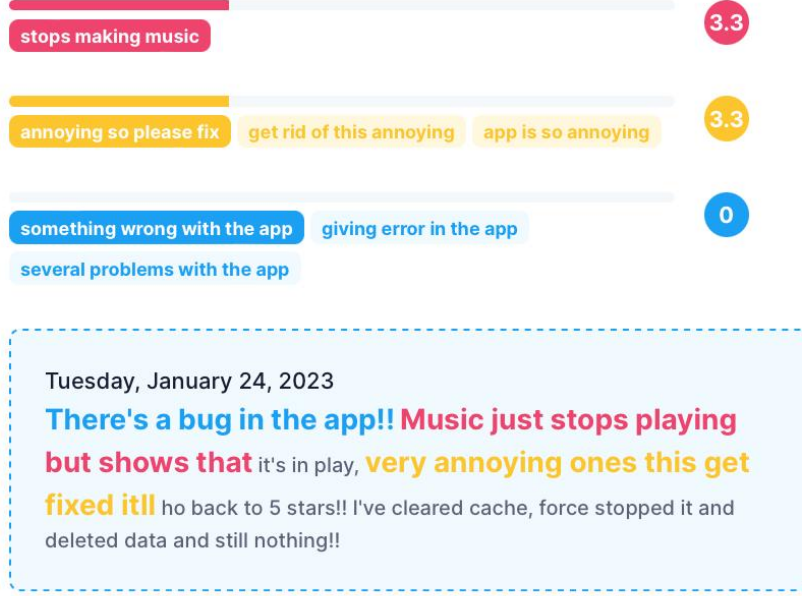 3.3
stops making music
3.3
annoying so please fix get rid of this annoying app is so annoying
0
something wrong with the app giving error in the app
several problems with the app
Tuesday, January 24, 2023
There's a bug in the app!! Music just stops playing
but shows that it's in play, very annoying ones this get
fixed itll ho back to 5 stars!! I've cleared cache, force stopped it and
deleted data and still nothing!!